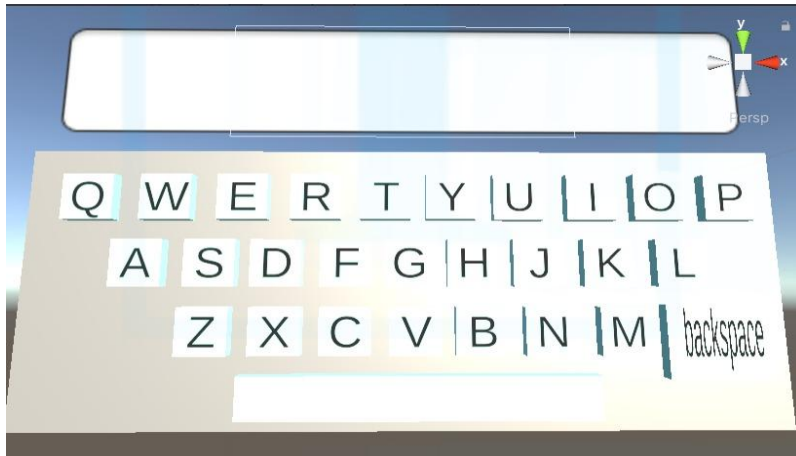 y
x
Persp
Q W E R T Y U I O P
A S D F G H J K L
Z X C V B N M backspace